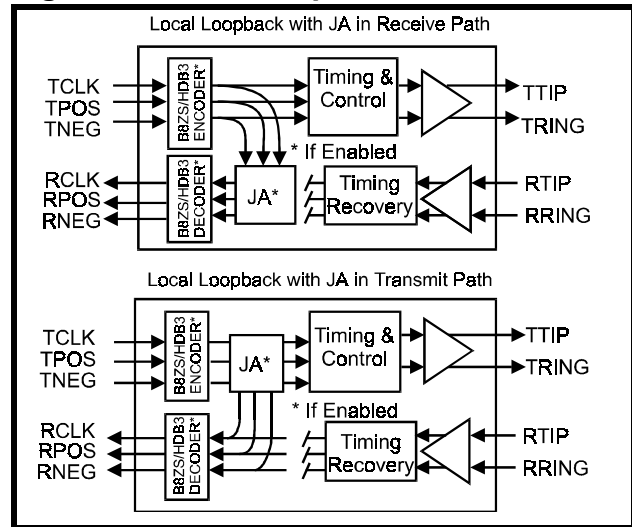 Local Loopback with JA in Receive Path
TCLK
TPOS
TNEG
B8ZS/HDB3
ENCODER*
Timing &
Control
TTIP
TRING
* If Enabled
RCLK
RPOS
RNEG
B8ZS/HDB3
DECODER*
JA*
Timing
Recovery
RTIP
RRING
Local Loopback with JA in Transmit Path
TCLK
TPOS
TNEG
B8ZS/HDB3
ENCODER*
JA*
Timing &
Control
TTIP
TRING
* If Enabled
RCLK
RPOS
RNEG
B8ZS/HDB3
DECODER*
Timing
Recovery
RTIP
RRING